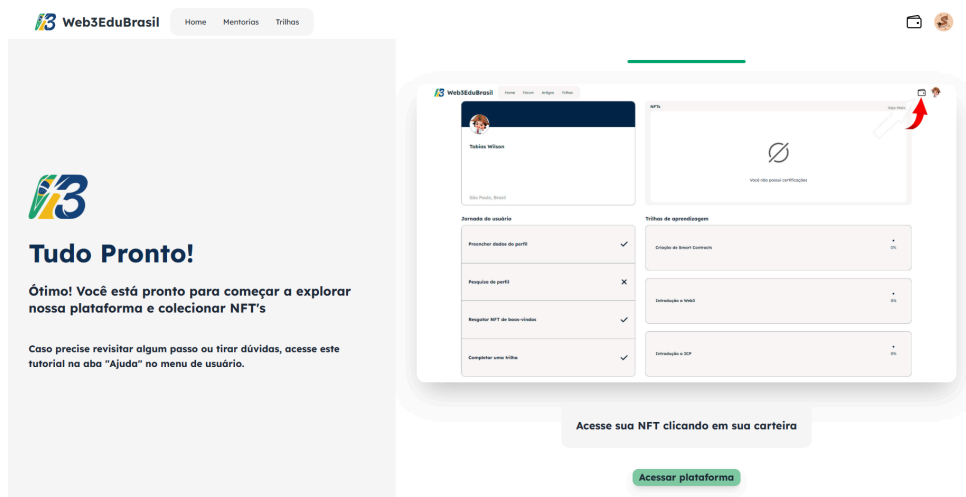 Web3EduBrasil
Home Mentorias Trilhas
Tudo Pronto!
Ótimo! Você está pronto para começar a explorar
nossa plataforma e colecionar NFT's
Caso precise revisitar algum passo ou tirar dúvidas, acesse este
tutorial na aba "Ajuda" no menu de usuário.
Web3EduBrasil
Home Fórum Artigos Trilhas
Tobias Wilson
São Paulo, Brasil
NFTs
Veja Mais
Você não possui certificações
Jornada do usuário
Preencher dados do perfil
Pesquisa de perfil
Resgatar NFT de boas-vindas
Completar uma trilha
Trilhas de aprendizagem
Criação de Smart Contracts
0%
Introdução a Web3
0%
Introdução a ICP
0%
Acesse sua NFT clicando em sua carteira
Acessar plataforma